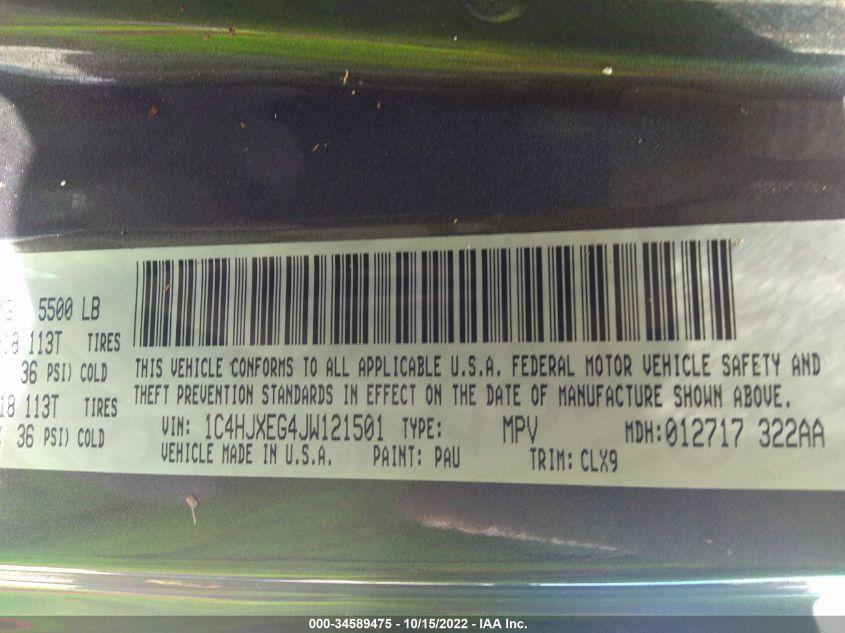 5500 LB
18 113T TIRES
36 PSI) COLD
18 113T TIRES
36 PSI) COLD
THIS VEHICLE CONFORMS TO ALL APPLICABLE U.S.A. FEDERAL MOTOR VEHICLE SAFETY AND
THEFT PREVENTION STANDARDS IN EFFECT ON THE DATE OF MANUFACTURE SHOWN ABOVE.
VIN: 1C4HJXEG4JW121501 TYPE: MPV MDH: 012717 322AA
VEHICLE MADE IN U.S.A. PAINT: PAU TRIM: CLX9
000-34589475 - 10/15/2022 - IAA Inc.